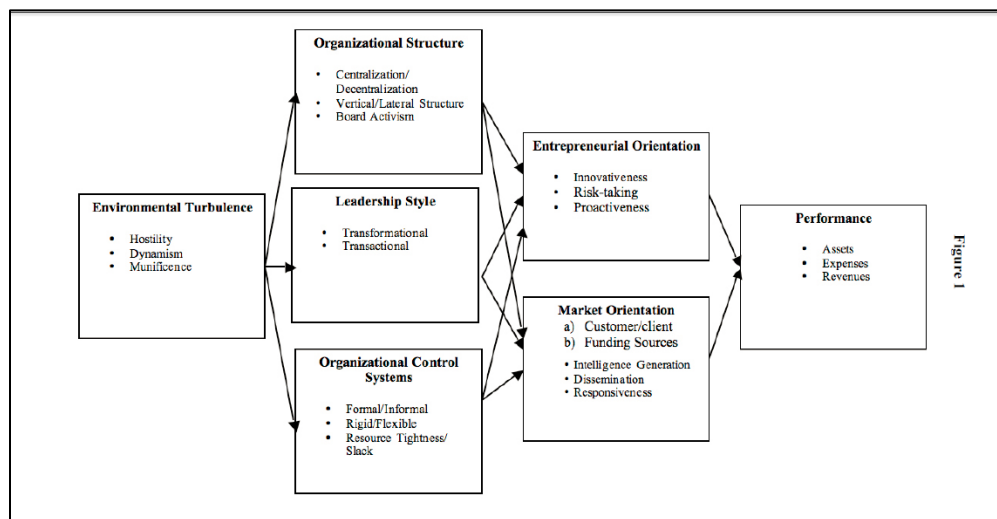 Organizational Structure
• Centralization/
Decentralization
• Vertical/Lateral Structure
• Board Activism
Environmental Turbulence
• Hostility
• Dynamism
• Munificence
Leadership Style
• Transformational
• Transactional
Organizational Control
Systems
• Formal/Informal
• Rigid/Flexible
• Resource Tightness/
Slack
Entrepreneurial Orientation
• Innovativeness
• Risk-taking
• Proactiveness
Market Orientation
a) Customer/client
b) Funding Sources
• Intelligence Generation
• Dissemination
• Responsiveness
Performance
• Assets
• Expenses
• Revenues
Figure 1